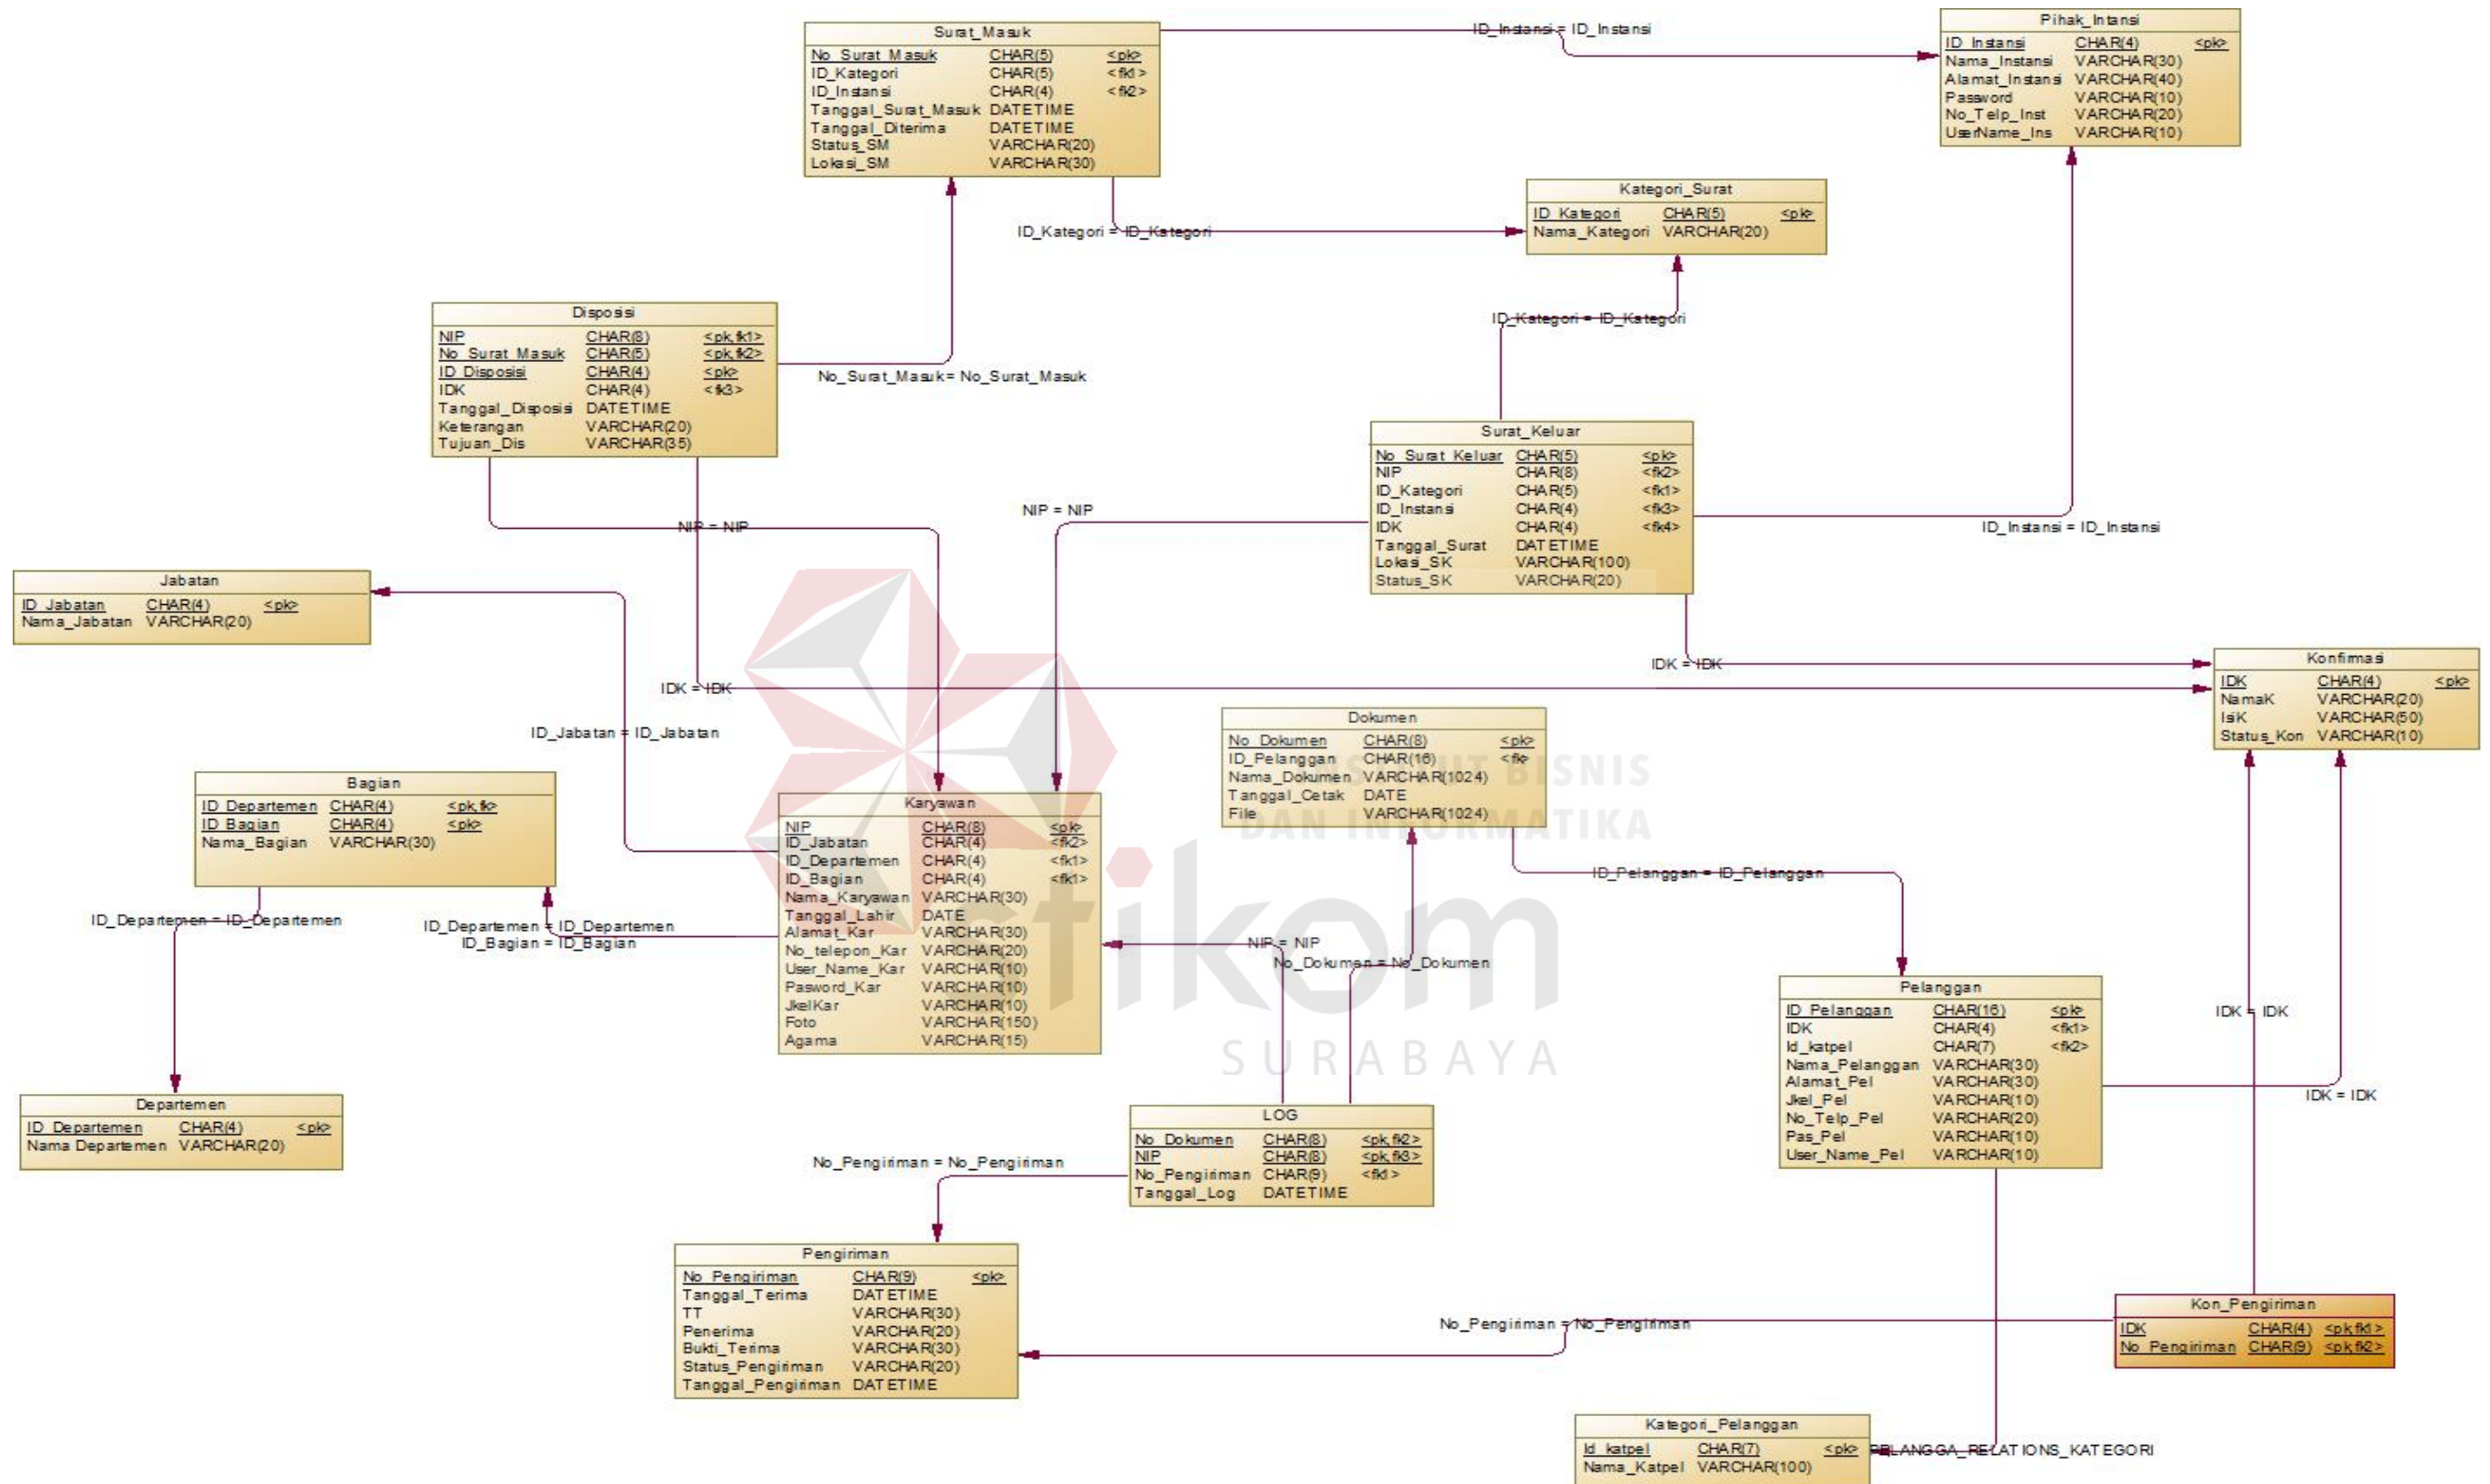 Surat_Masuk
No_Surat_Masuk CHAR(5) <pk>
ID_Kategori CHAR(5) <fk1>
ID_Instansi CHAR(4) <fk2>
Tanggal_Surat_Masuk DATETIME
Tanggal_Diterima DATETIME
Status_SM VARCHAR(20)
Lokasi_SM VARCHAR(30)
ID_Instansi = ID_Instansi
Pihak_Intansi
ID_Instansi CHAR(4) <pk>
Nama_Instansi VARCHAR(30)
Alamat_Instansi VARCHAR(40)
Password VARCHAR(10)
No_Telp_Inst VARCHAR(20)
UserName_Ins VARCHAR(10)
Kategori_Surat
ID_Kategori CHAR(5) <pk>
Nama_Kategori VARCHAR(20)
ID_Kategori = ID_Kategori
Disposisi
NIP CHAR(8) <pk,fk1>
No_Surat_Masuk CHAR(5) <pk,fk2>
ID_Disposisi CHAR(4) <pk>
IDK CHAR(4) <fk3>
Tanggal_Disposisi DATETIME
Keterangan VARCHAR(20)
Tujuan_Dis VARCHAR(35)
No_Surat_Masuk = No_Surat_Masuk
ID_Kategori = ID_Kategori
Surat_Keluar
No_Surat_Keluar CHAR(5) <pk>
NIP CHAR(8) <fk2>
ID_Kategori CHAR(5) <fk1>
ID_Instansi CHAR(4) <fk3>
IDK CHAR(4) <fk4>
Tanggal_Surat DATETIME
Lokasi_SK VARCHAR(100)
Status_SK VARCHAR(20)
NIP = NIP
NIP = NIP
ID_Instansi = ID_Instansi
Jabatan
ID_Jabatan CHAR(4) <pk>
Nama_Jabatan VARCHAR(20)
IDK = IDK
IDK = IDK
Konfirmasi
IDK CHAR(4) <pk>
NamaK VARCHAR(20)
IsiK VARCHAR(50)
Status_Kon VARCHAR(10)
ID_Jabatan = ID_Jabatan
Dokumen
No_Dokumen CHAR(8) <pk>
ID_Pelanggan CHAR(16) <fk>
Nama_Dokumen VARCHAR(1024)
Tanggal_Cetak DATE
File VARCHAR(1024)
INSTITUT BISNIS
DAN INFORMATIKA
stikom
SURABAYA
Bagian
ID_Departemen CHAR(4) <pk,fk>
ID_Bagian CHAR(4) <pk>
Nama_Bagian VARCHAR(30)
Karyawan
NIP CHAR(8) <pk>
ID_Jabatan CHAR(4) <fk2>
ID_Departemen CHAR(4) <fk1>
ID_Bagian CHAR(4) <fk1>
Nama_Karyawan VARCHAR(30)
Tanggal_Lahir DATE
Alamat_Kar VARCHAR(30)
No_telepon_Kar VARCHAR(20)
User_Name_Kar VARCHAR(10)
Pasword_Kar VARCHAR(10)
JkelKar VARCHAR(10)
Foto VARCHAR(150)
Agama VARCHAR(15)
ID_Pelanggan = ID_Pelanggan
ID_Departemen = ID_Departemen
ID_Departemen = ID_Departemen
ID_Bagian = ID_Bagian
NIP = NIP
No_Dokumen = No_Dokumen
Pelanggan
ID_Pelanggan CHAR(16) <pk>
IDK CHAR(4) <fk1>
Id_katpel CHAR(7) <fk2>
Nama_Pelanggan VARCHAR(30)
Alamat_Pel VARCHAR(30)
Jkel_Pel VARCHAR(10)
No_Telp_Pel VARCHAR(20)
Pas_Pel VARCHAR(10)
User_Name_Pel VARCHAR(10)
IDK = IDK
IDK = IDK
Departemen
ID_Departemen CHAR(4) <pk>
Nama Departemen VARCHAR(20)
LOG
No_Dokumen CHAR(8) <pk,fk2>
NIP CHAR(8) <pk,fk3>
No_Pengiriman CHAR(9) <fk1>
Tanggal_Log DATETIME
No_Pengiriman = No_Pengiriman
Pengiriman
No_Pengiriman CHAR(9) <pk>
Tanggal_Terima DATETIME
TT VARCHAR(30)
Penerima VARCHAR(20)
Bukti_Terima VARCHAR(30)
Status_Pengiriman VARCHAR(20)
Tanggal_Pengiriman DATETIME
No_Pengiriman = No_Pengiriman
Kon_Pengiriman
IDK CHAR(4) <pk,fk1>
No_Pengiriman CHAR(9) <pk,fk2>
Kategori_Pelanggan
Id_katpel CHAR(7) <pk>
Nama_Katpel VARCHAR(100)
PELANGGA_RELATIONS_KATEGORI